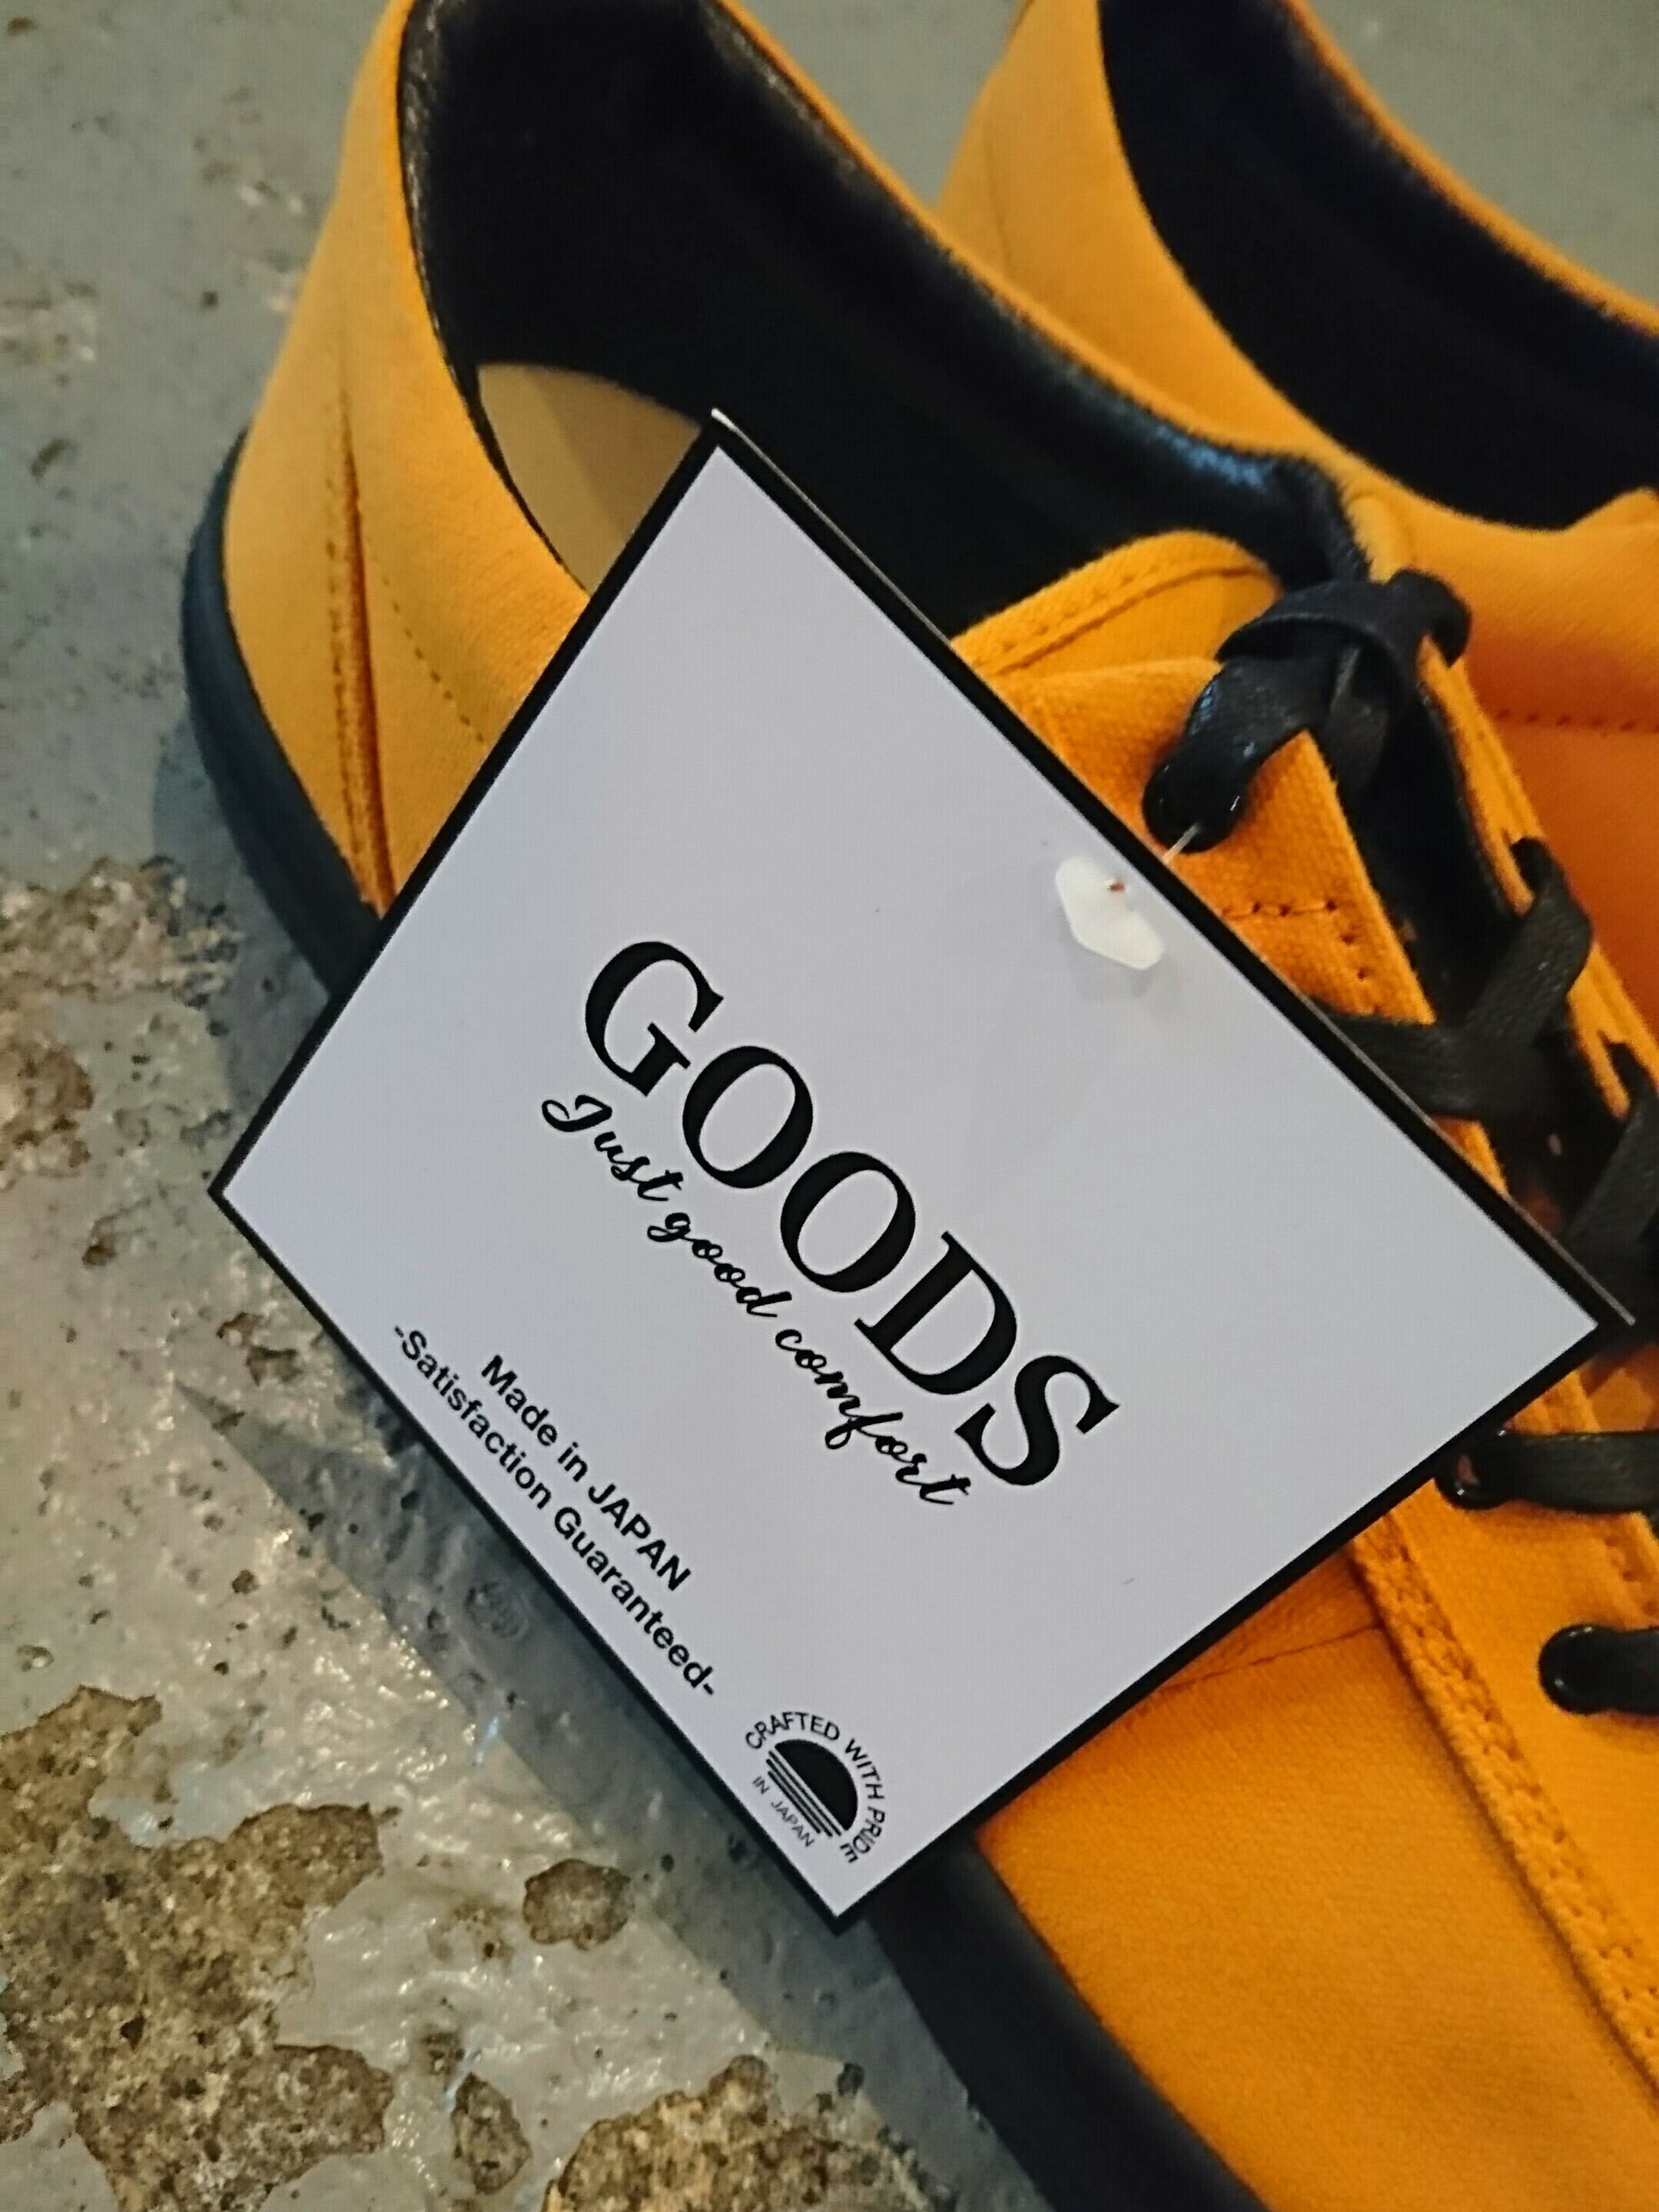 GOODS
Just good comfort
Made in JAPAN
-Satisfaction Guaranteed-
CRAFTED WITH PRIDE
IN JAPAN